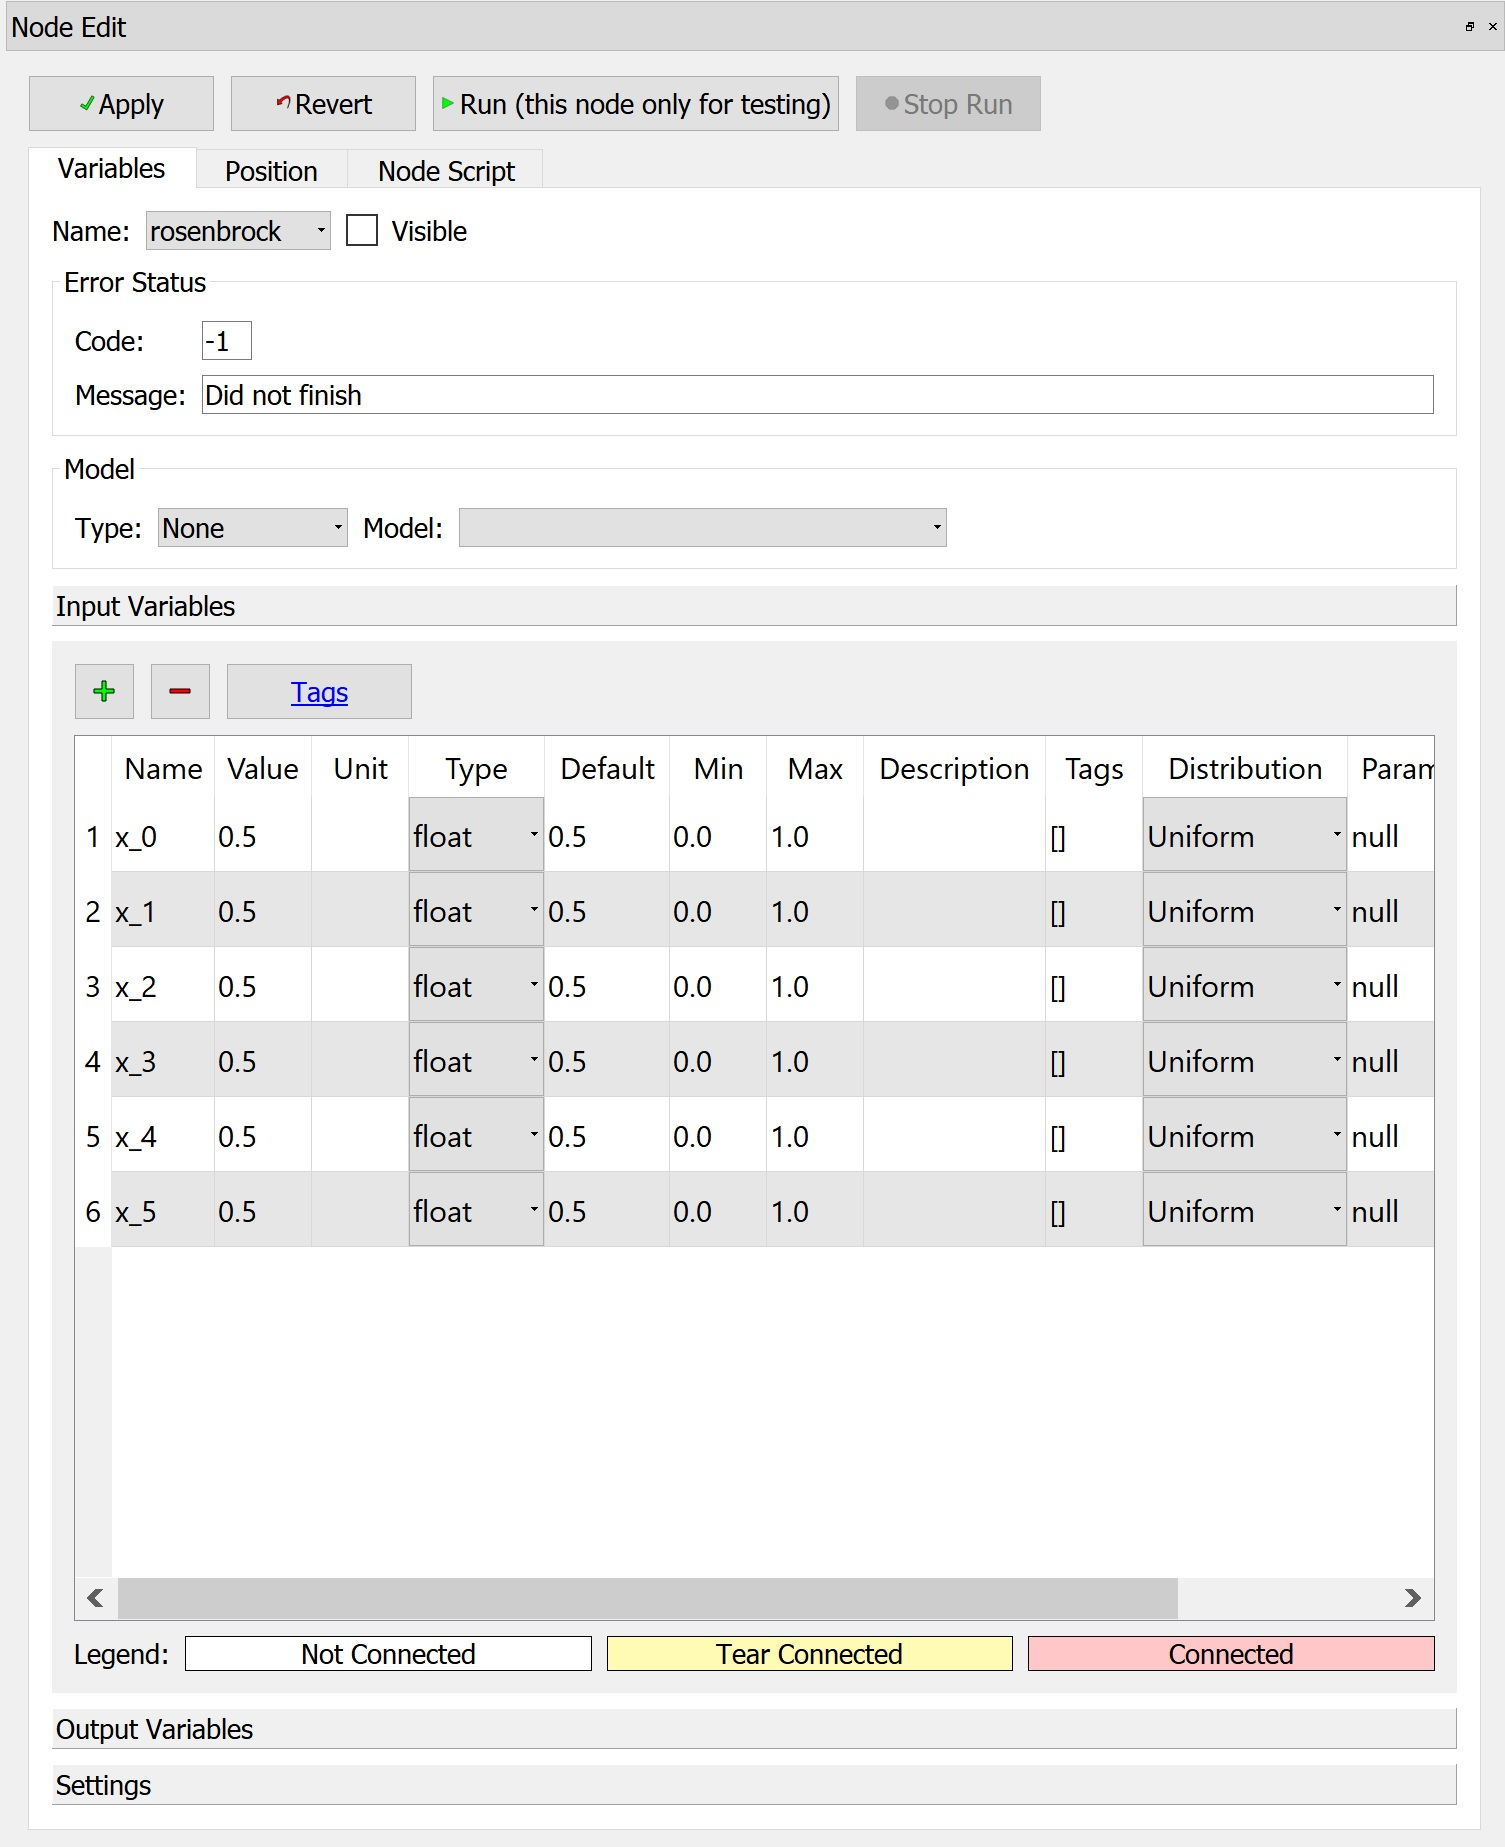 Node Edit
Apply Revert Run (this node only for testing) Stop Run
Variables Position Node Script
Name: rosenbrock Visible
Error Status
Code: -1
Message: Did not finish
Model
Type: None Model:
Input Variables
Tags
Name Value Unit Type Default Min Max Description Tags Distribution Param
1 x_0 0.5 float 0.5 0.0 1.0 [] Uniform null
2 x_1 0.5 float 0.5 0.0 1.0 [] Uniform null
3 x_2 0.5 float 0.5 0.0 1.0 [] Uniform null
4 x_3 0.5 float 0.5 0.0 1.0 [] Uniform null
5 x_4 0.5 float 0.5 0.0 1.0 [] Uniform null
6 x_5 0.5 float 0.5 0.0 1.0 [] Uniform null
Legend: Not Connected Tear Connected Connected
Output Variables
Settings